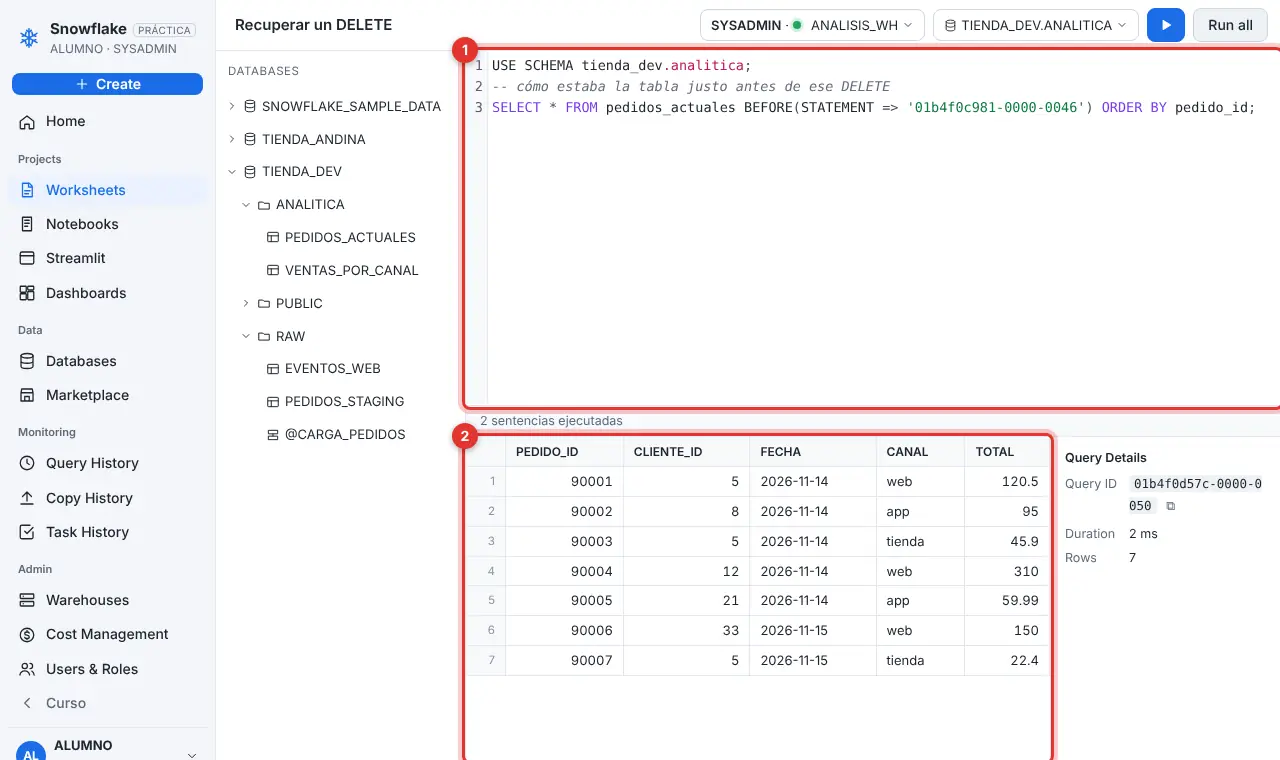 Snowflake PRÁCTICA
ALUMNO · SYSADMIN
+ Create
Home
Projects
Worksheets
Notebooks
Streamlit
Dashboards
Data
Databases
Marketplace
Monitoring
Query History
Copy History
Task History
Admin
Warehouses
Cost Management
Users & Roles
Curso
AL ALUMNO
Recuperar un DELETE
SYSADMIN · ANALISIS_WH
TIENDA_DEV.ANALITICA
Run all
DATABASES
SNOWFLAKE_SAMPLE_DATA
TIENDA_ANDINA
TIENDA_DEV
ANALITICA
PEDIDOS_ACTUALES
VENTAS_POR_CANAL
PUBLIC
RAW
EVENTOS_WEB
PEDIDOS_STAGING
@CARGA_PEDIDOS
1
1 USE SCHEMA tienda_dev.analitica;
2 -- cómo estaba la tabla justo antes de ese DELETE
3 SELECT * FROM pedidos_actuales BEFORE(STATEMENT => '01b4f0c981-0000-0046') ORDER BY pedido_id;
2 sentencias ejecutadas
2
PEDIDO_ID CLIENTE_ID FECHA CANAL TOTAL
1 90001 5 2026-11-14 web 120.5
2 90002 8 2026-11-14 app 95
3 90003 5 2026-11-14 tienda 45.9
4 90004 12 2026-11-14 web 310
5 90005 21 2026-11-14 app 59.99
6 90006 33 2026-11-15 web 150
7 90007 5 2026-11-15 tienda 22.4
Query Details
Query ID 01b4f0d57c-0000-0
050
Duration 2 ms
Rows 7